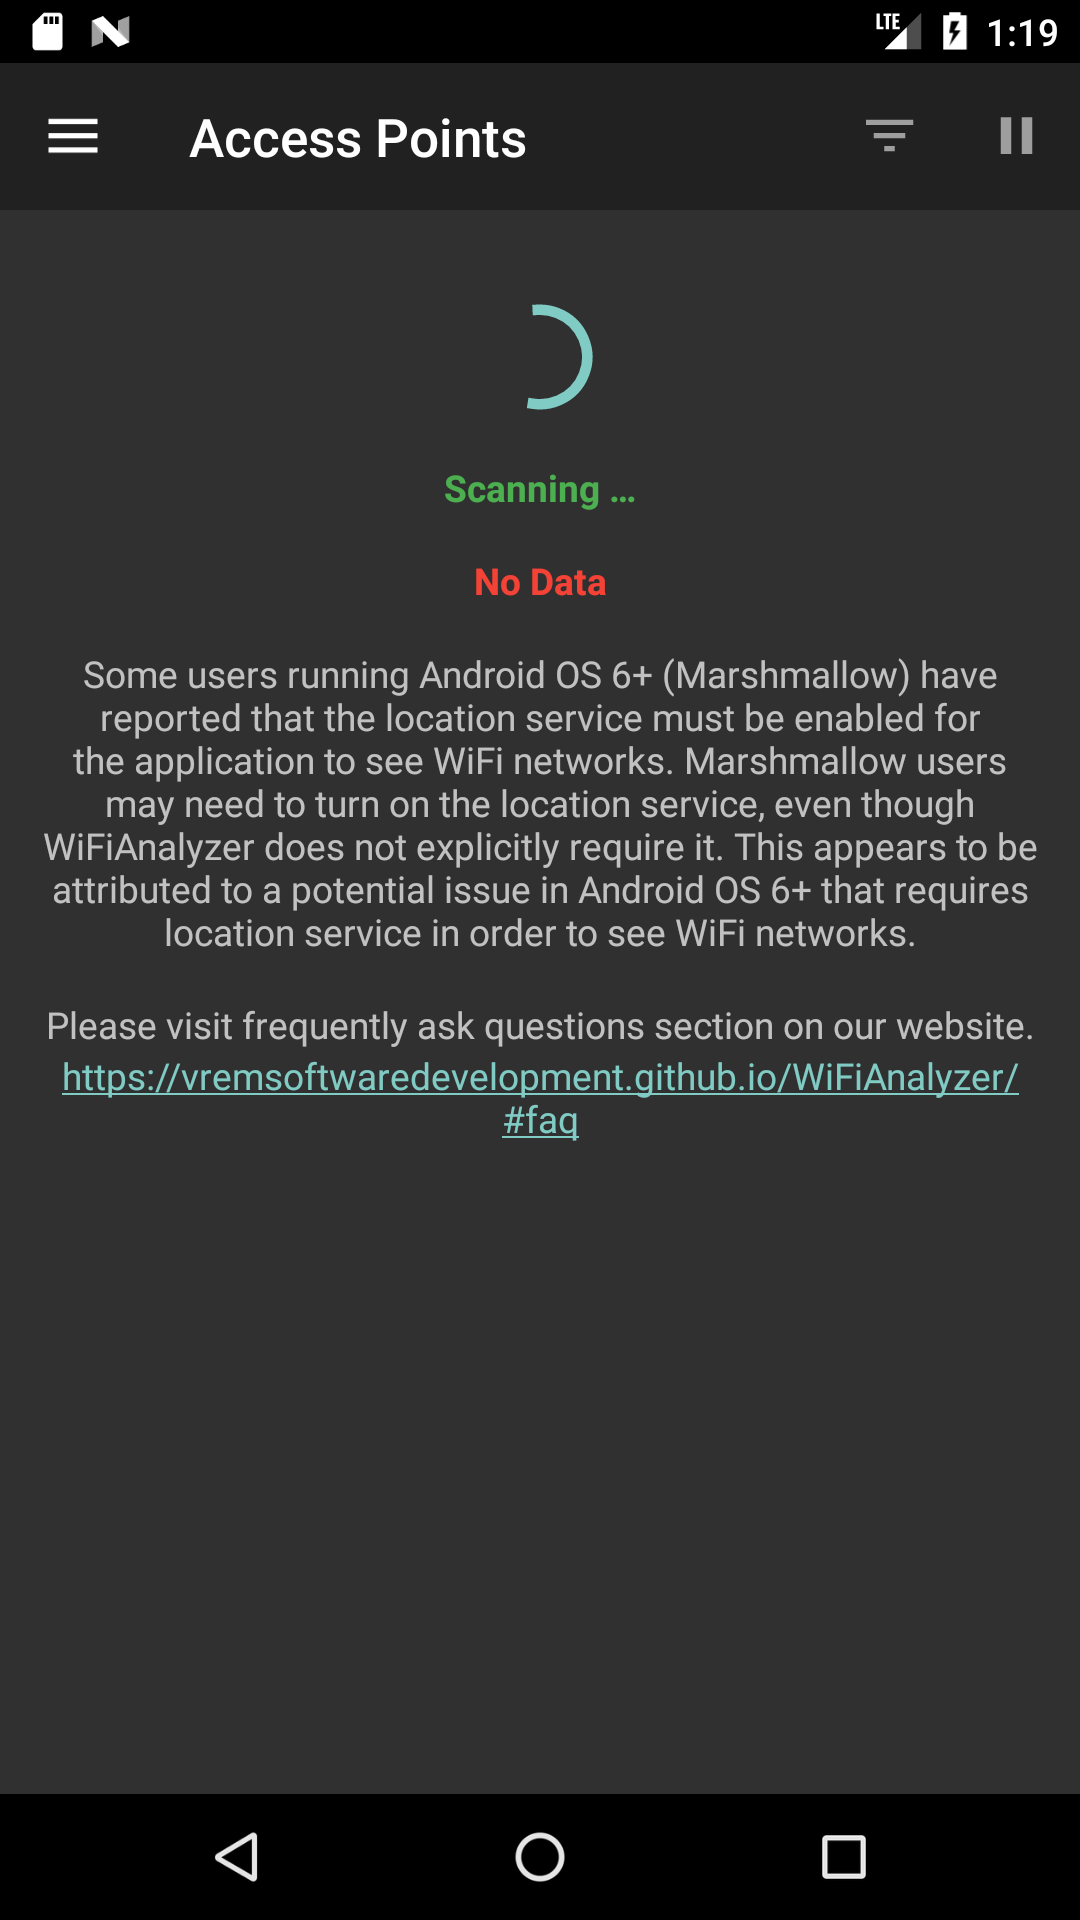 LTE 1:19
Access Points
Scanning ...
No Data
Some users running Android OS 6+ (Marshmallow) have
reported that the location service must be enabled for
the application to see WiFi networks. Marshmallow users
may need to turn on the location service, even though
WiFiAnalyzer does not explicitly require it. This appears to be
attributed to a potential issue in Android OS 6+ that requires
location service in order to see WiFi networks.
Please visit frequently ask questions section on our website.
https://vremsoftwaredevelopment.github.io/WiFiAnalyzer/
#faq